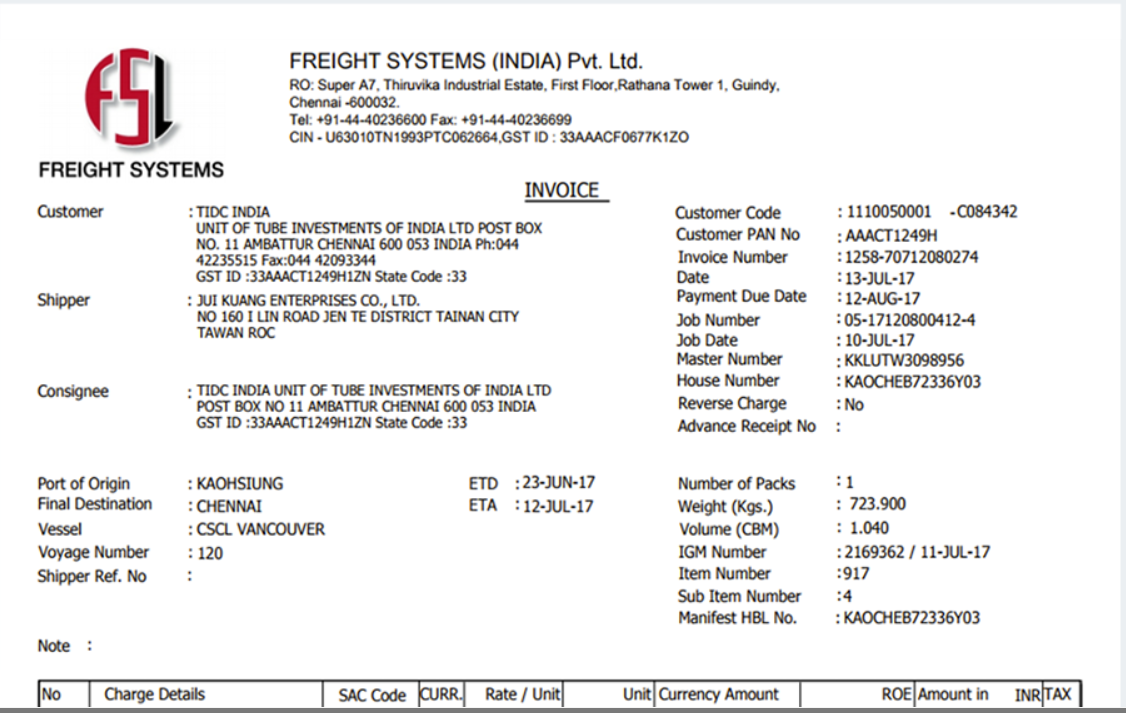 FSL
FREIGHT SYSTEMS
FREIGHT SYSTEMS (INDIA) Pvt. Ltd.
RO: Super A7, Thiruvika Industrial Estate, First Floor,Rathana Tower 1, Guindy,
Chennai -600032.
Tel: +91-44-40236600 Fax: +91-44-40236699
CIN - U63010TN1993PTC062664,GST ID : 33AAACF0677K1ZO
INVOICE
Customer : TIDC INDIA
UNIT OF TUBE INVESTMENTS OF INDIA LTD POST BOX
NO. 11 AMBATTUR CHENNAI 600 053 INDIA Ph:044
42235515 Fax:044 42093344
GST ID :33AAACT1249H1ZN State Code :33
Shipper : JUI KUANG ENTERPRISES CO., LTD.
NO 160 I LIN ROAD JEN TE DISTRICT TAINAN CITY
TAWAN ROC
Consignee : TIDC INDIA UNIT OF TUBE INVESTMENTS OF INDIA LTD
POST BOX NO 11 AMBATTUR CHENNAI 600 053 INDIA
GST ID :33AAACT1249H1ZN State Code :33
Customer Code : 1110050001 -C084342
Customer PAN No : AAACT1249H
Invoice Number : 1258-70712080274
Date : 13-JUL-17
Payment Due Date : 12-AUG-17
Job Number : 05-17120800412-4
Job Date : 10-JUL-17
Master Number : KKLUTW3098956
House Number : KAOCHEB72336Y03
Reverse Charge : No
Advance Receipt No :
Port of Origin : KAOHSIUNG ETD : 23-JUN-17
Final Destination : CHENNAI ETA : 12-JUL-17
Vessel : CSCL VANCOUVER
Voyage Number : 120
Shipper Ref. No :
Number of Packs : 1
Weight (Kgs.) : 723.900
Volume (CBM) : 1.040
IGM Number : 2169362 / 11-JUL-17
Item Number :917
Sub Item Number :4
Manifest HBL No. : KAOCHEB72336Y03
Note :
No Charge Details SAC Code CURR. Rate / Unit Unit Currency Amount ROE Amount in INR TAX